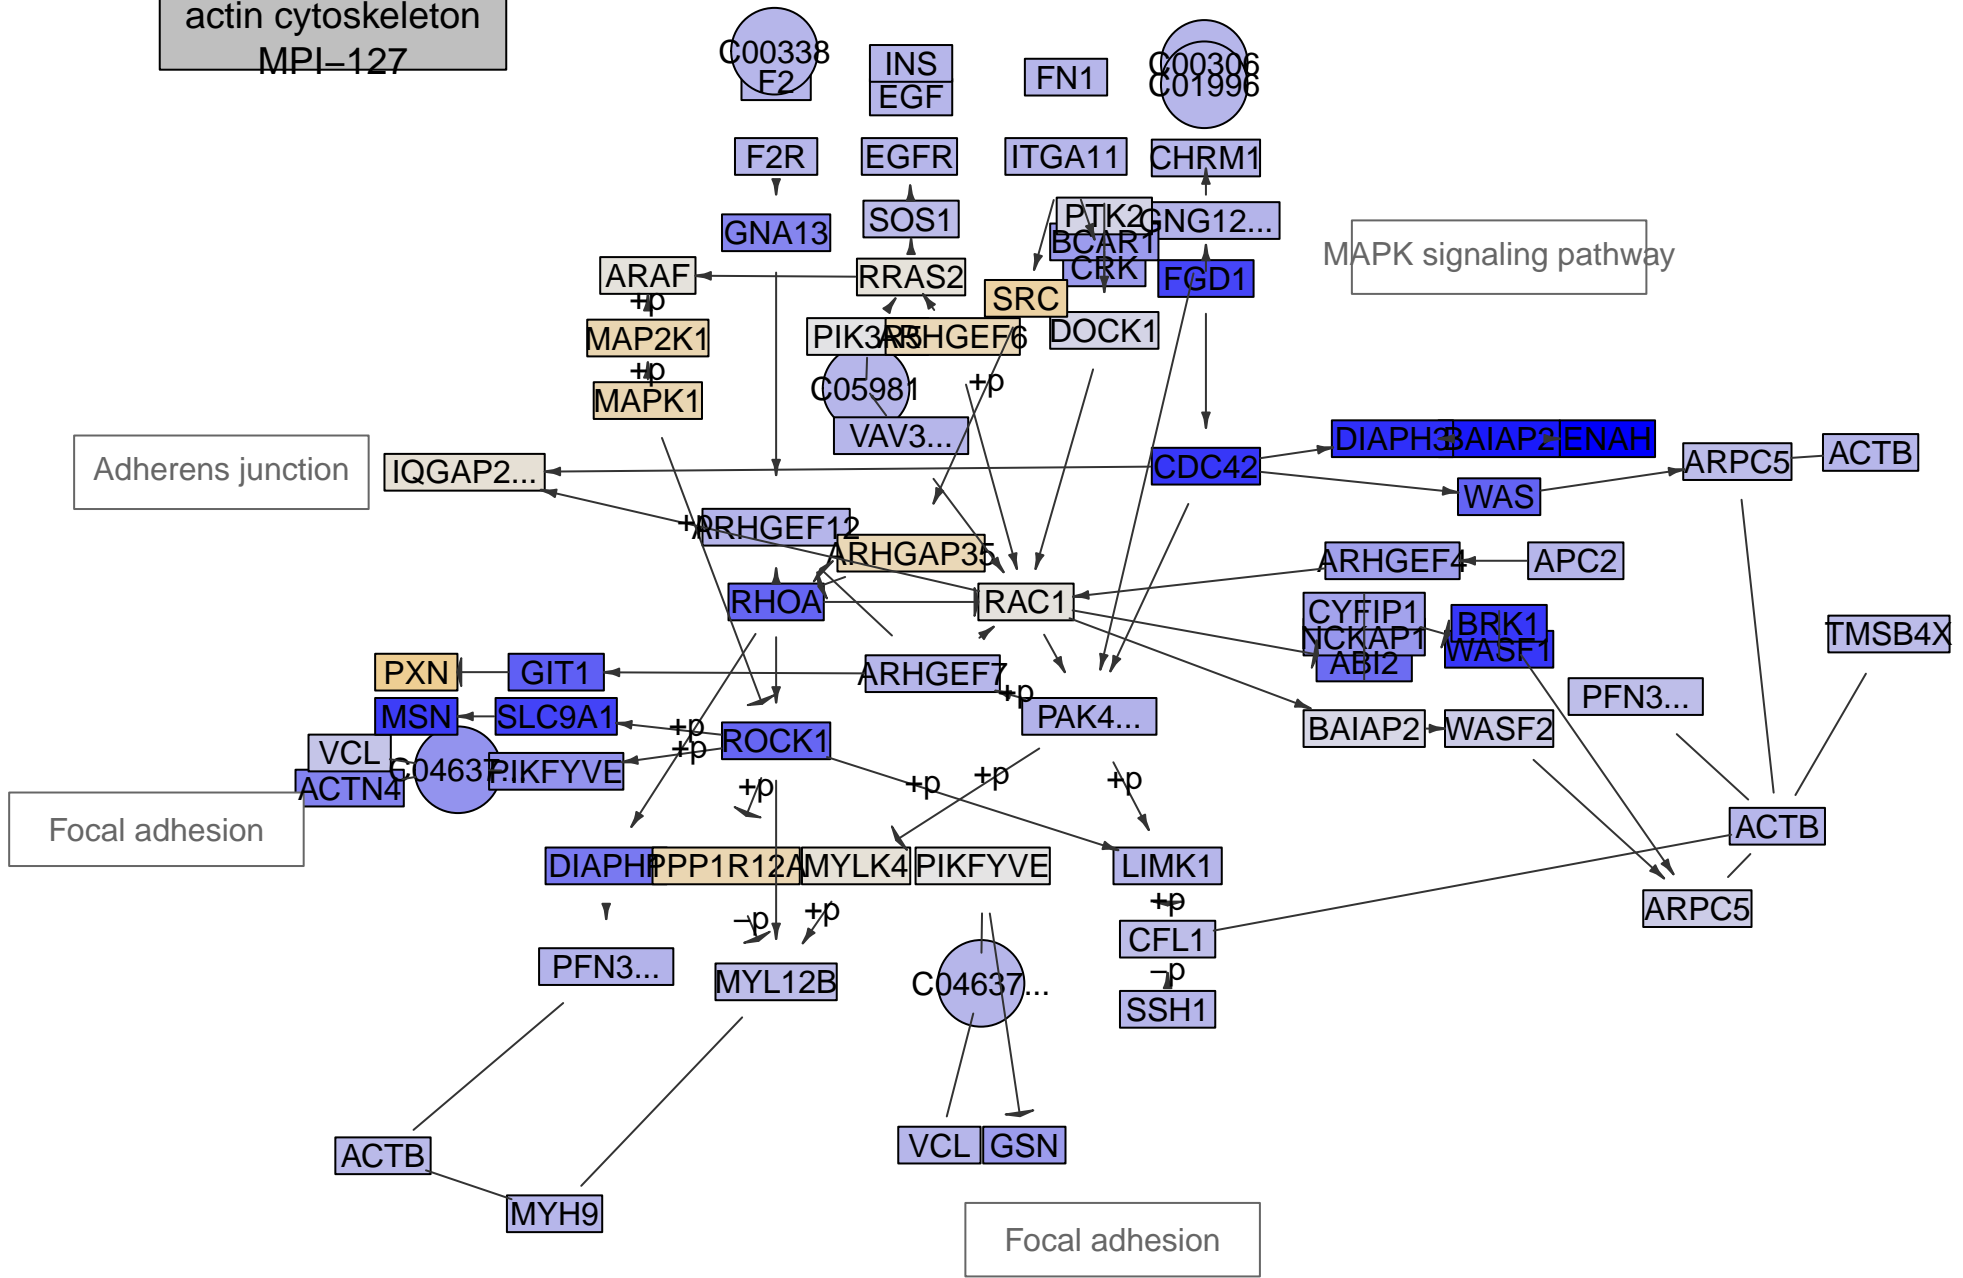 actin cytoskeleton
MPI−127
C00338
F2
INS
EGF
FN1
C00306
C01996
F2R
EGFR
ITGA11
CHRM1
GNA13
SOS1
PTK2
GNG12...
BCAR1
CRK
FGD1
MAPK signaling pathway
ARAF
RRAS2
SRC
+p
MAP2K1
PIK3R5
ARHGEF6
DOCK1
+p
MAPK1
C05981
+p
VAV3...
Adherens junction
IQGAP2...
CDC42
DIAPH3
BAIAP2
ENAH
ARPC5
ACTB
WAS
+p
ARHGEF12
ARHGAP35
ARHGEF4
APC2
RHOA
RAC1
CYFIP1
NCKAP1
ABI2
BRK1
WASF1
TMSB4X
PXN
GIT1
ARHGEF7
+p
PFN3...
MSN
SLC9A1
+p
PAK4...
BAIAP2
WASF2
VCL
C04637...
PIKFYVE
+p
ROCK1
ACTN4
+p
+p
+p
+p
Focal adhesion
ACTB
PPP1R12A
MYLK4
PIKFYVE
LIMK1
+p
ARPC5
−p
+p
CFL1
−p
PFN3...
MYL12B
C04637...
SSH1
ACTB
VCL
GSN
MYH9
Focal adhesion